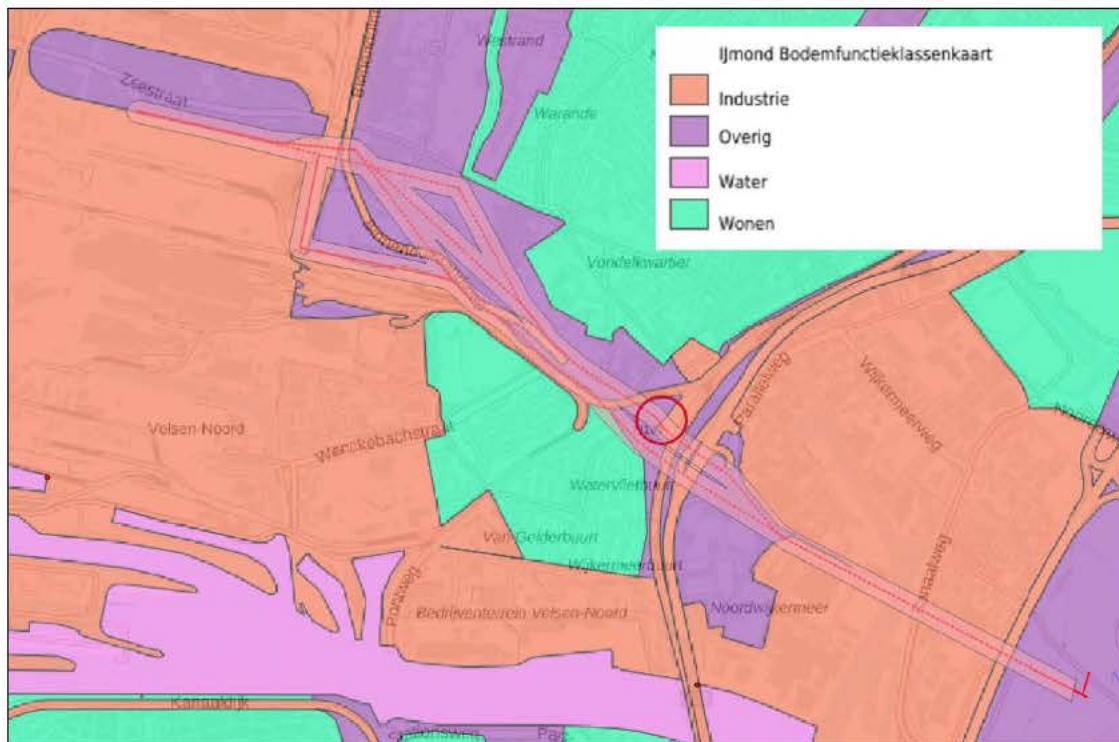 IJmond Bodemfunctieklassenkaart
Industrie
Overig
Water
Wonen
Westrand
Zeestraat
Warande
Vondelkwartier
Parallelweg
Wijkermeerweg
Velsen-Noord
Wenckebachstraat
Watervlietbuurt
Van Gelderbuurt
Wijkermeerbuurt
Noordwijkermeer
Bedrijventerrein Velsen-Noord
Kanaaldijk